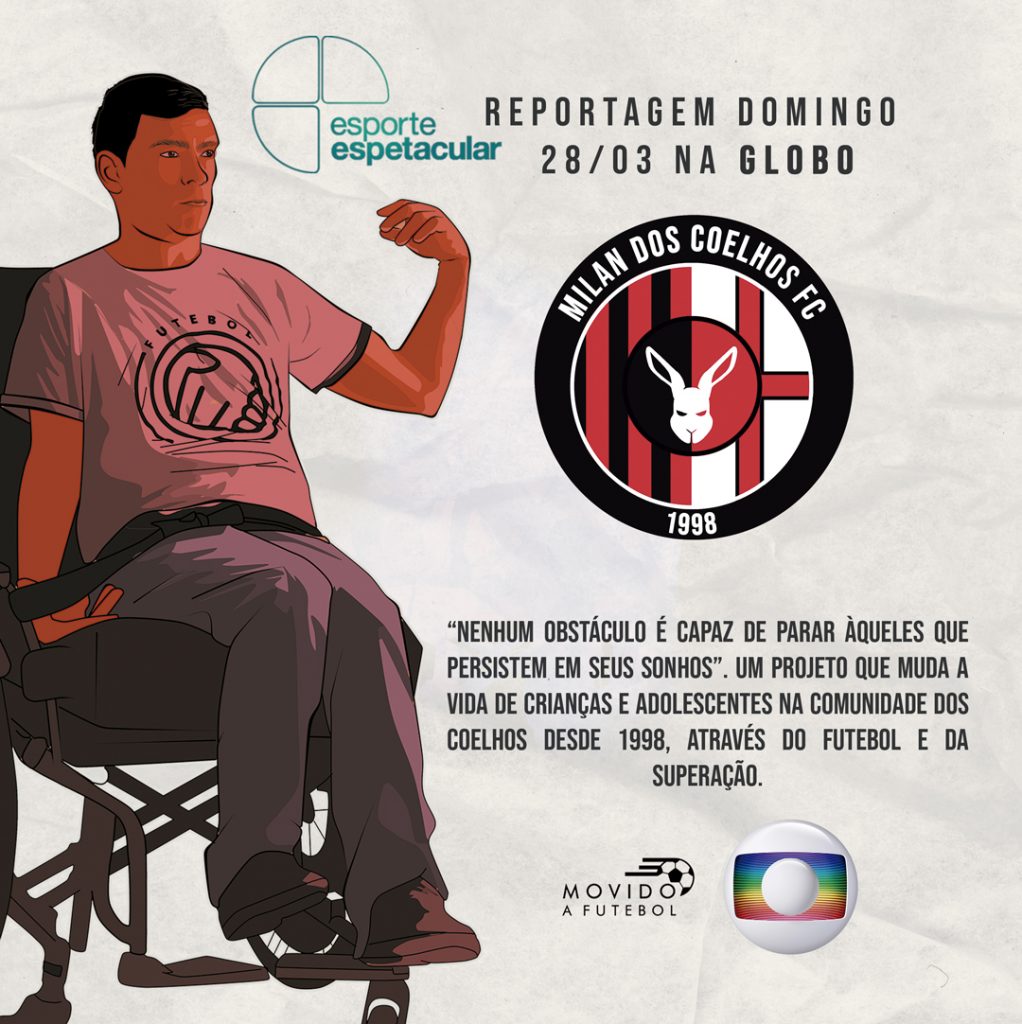 esporte
espetacular
REPORTAGEM DOMINGO
28/03 NA GLOBO
MILAN DOS COELHOS FC
1998
FUTEBOL
“NENHUM OBSTÁCULO É CAPAZ DE PARAR ÀQUELES QUE
PERSISTEM EM SEUS SONHOS”. UM PROJETO QUE MUDA A
VIDA DE CRIANÇAS E ADOLESCENTES NA COMUNIDADE DOS
COELHOS DESDE 1998, ATRAVÉS DO FUTEBOL E DA
SUPERAÇÃO.
MOVIDO
A FUTEBOL